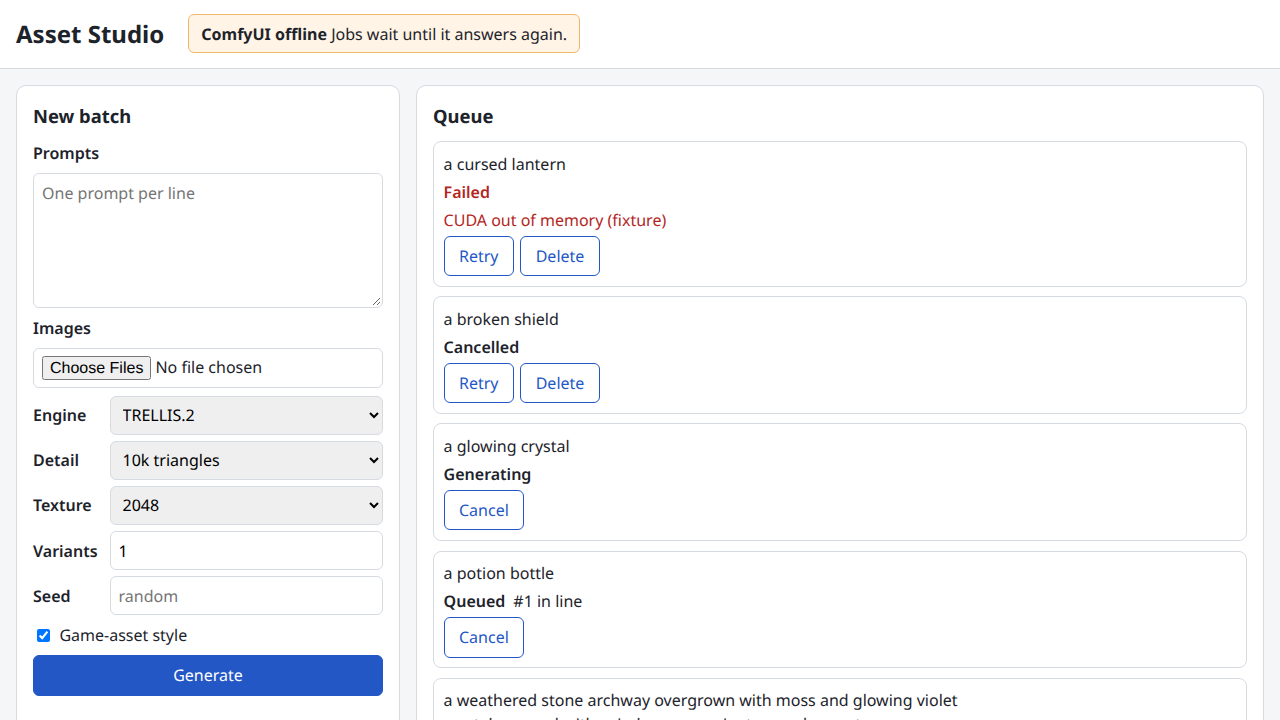 Asset Studio
ComfyUI offline Jobs wait until it answers again.
New batch
Prompts
One prompt per line
Images
Choose Files No file chosen
Engine TRELLIS.2
Detail 10k triangles
Texture 2048
Variants 1
Seed random
Game-asset style
Generate
Queue
a cursed lantern
Failed
CUDA out of memory (fixture)
Retry Delete
a broken shield
Cancelled
Retry Delete
a glowing crystal
Generating
Cancel
a potion bottle
Queued #1 in line
Cancel
a weathered stone archway overgrown with moss and glowing violet